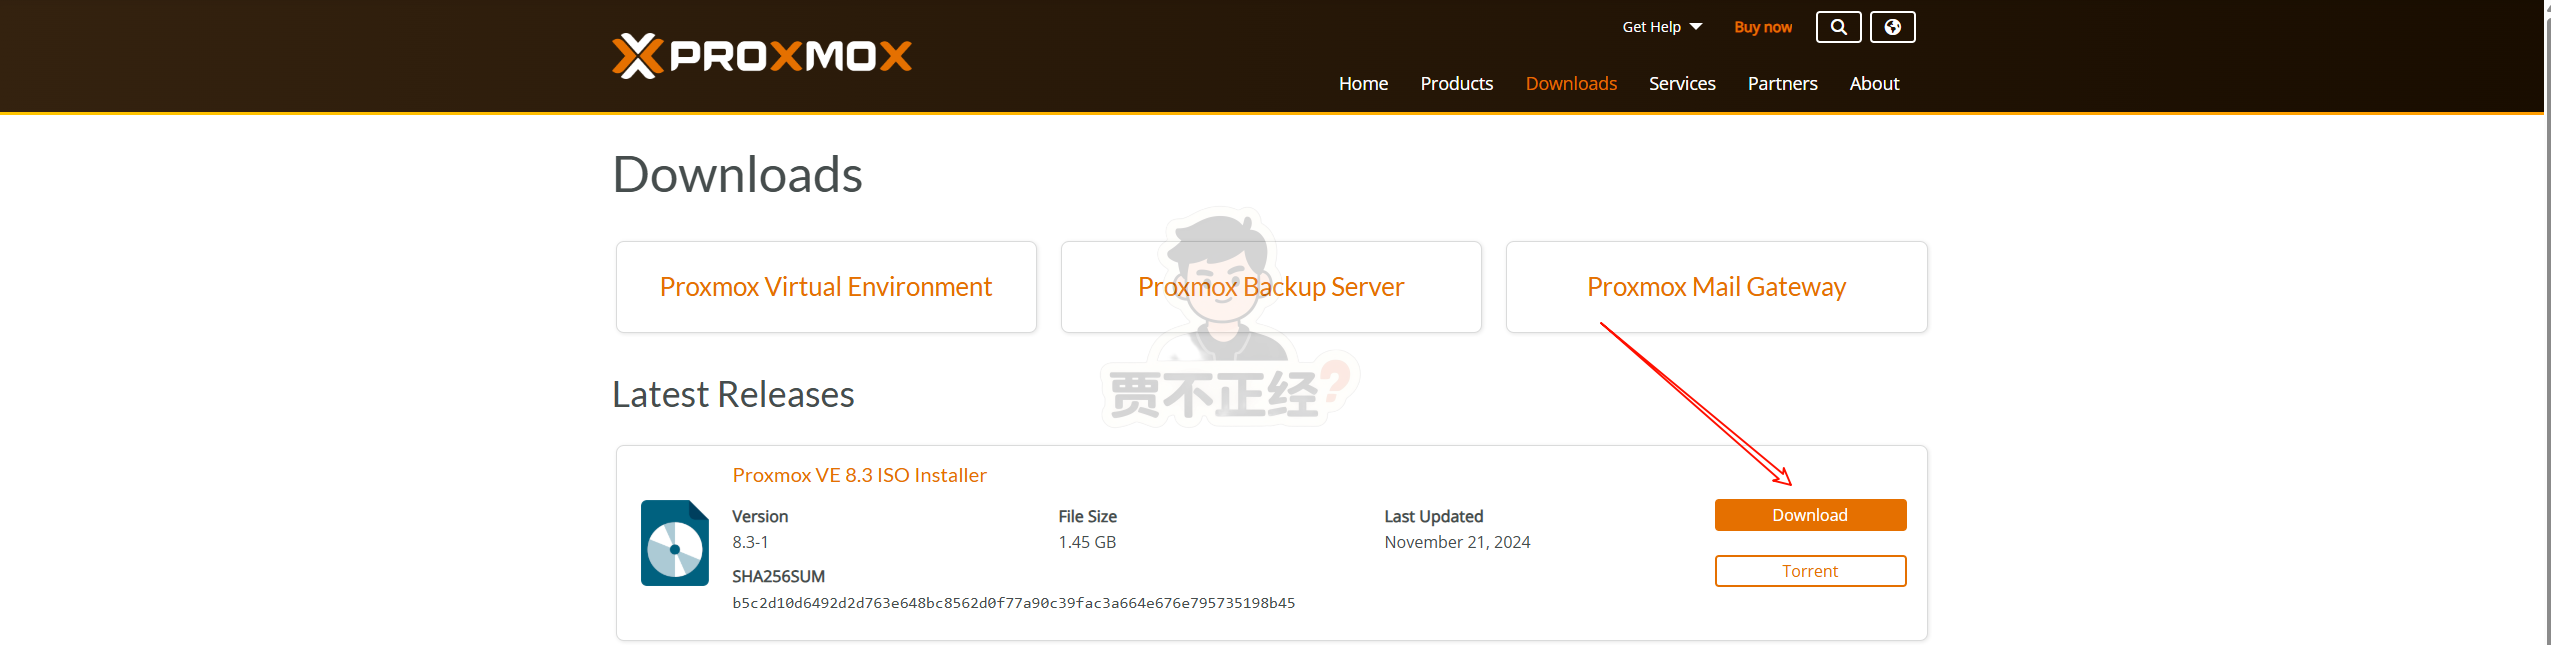 Get Help
Buy now
PROXMOX
Home Products Downloads Services Partners About
Downloads
Proxmox Virtual Environment
Proxmox Backup Server
Proxmox Mail Gateway
贾不正经?
Latest Releases
Proxmox VE 8.3 ISO Installer
Version
8.3-1
File Size
1.45 GB
Last Updated
November 21, 2024
Download
Torrent
SHA256SUM
b5c2d10d6492d2d763e648bc8562d0f77a90c39fac3a664e676e795735198b45